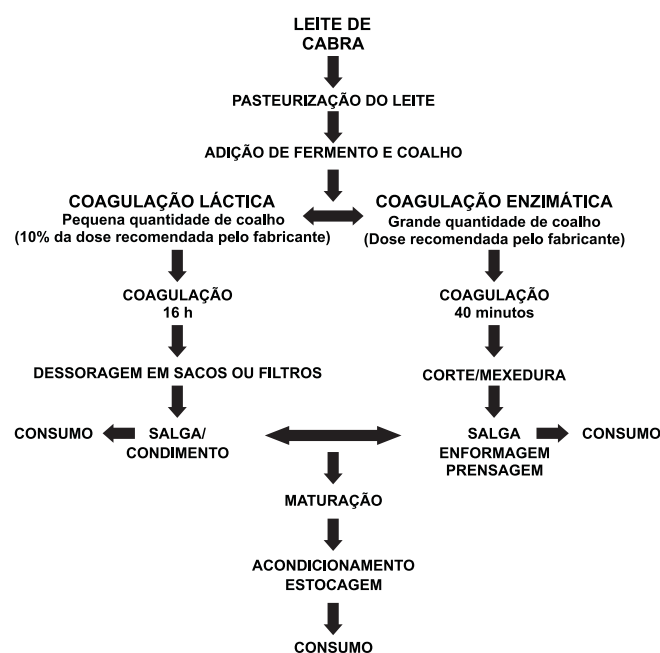 LEITE DE
CABRA
PASTEURIZAÇÃO DO LEITE
ADIÇÃO DE FERMENTO E COALHO
COAGULAÇÃO LÁCTICA
Pequena quantidade de coalho
(10% da dose recomendada pelo fabricante)
COAGULAÇÃO ENZIMÁTICA
Grande quantidade de coalho
(Dose recomendada pelo fabricante)
COAGULAÇÃO
16 h
COAGULAÇÃO
40 minutos
DESSORAGEM EM SACOS OU FILTROS
CORTE/MEXEDURA
CONSUMO
SALGA/
CONDIMENTO
SALGA
ENFORMAGEM
PRENSAGEM
CONSUMO
MATURAÇÃO
ACONDICIONAMENTO
ESTOCAGEM
CONSUMO